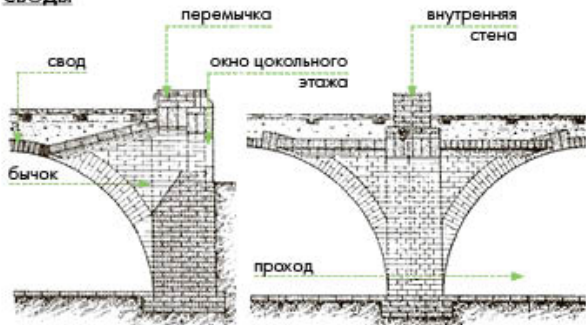 СВОДЫ
перемычка
внутренняя
стена
свод
окно цокольного
этажа
бычок
проход